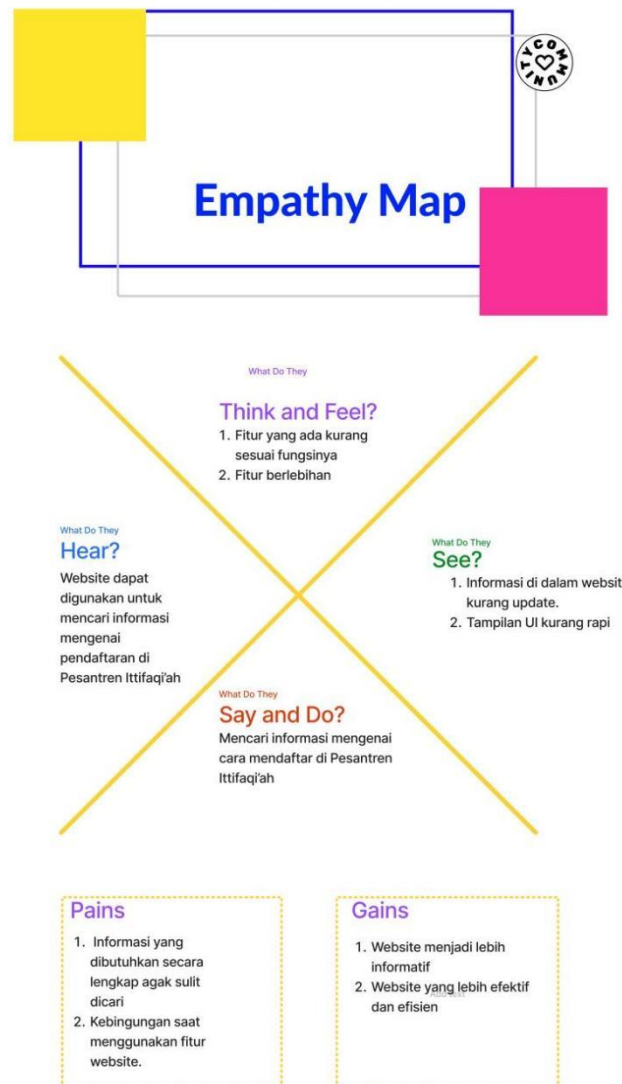 COMMUNITY
Empathy Map
What Do They
Think and Feel?
1. Fitur yang ada kurang
sesuai fungsinya
2. Fitur berlebihan
What Do They
Hear?
Website dapat
digunakan untuk
mencari informasi
mengenai
pendaftaran di
Pesantren Ittifaqi'ah
What Do They
See?
1. Informasi di dalam websit
kurang update.
2. Tampilan UI kurang rapi
What Do They
Say and Do?
Mencari informasi mengenai
cara mendaftar di Pesantren
Ittifaqi'ah
Pains
1. Informasi yang
dibutuhkan secara
lengkap agak sulit
dicari
2. Kebingungan saat
menggunakan fitur
website.
Gains
1. Website menjadi lebih
informatif
2. Website yang lebih efektif
dan efisien
Add text